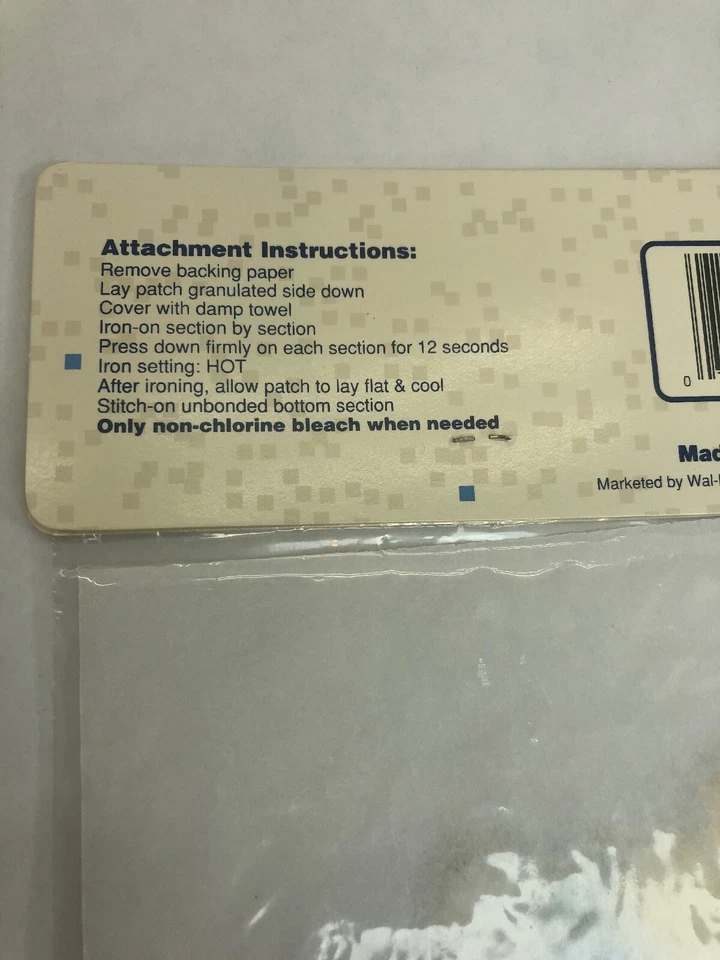 Attachment Instructions:
Remove backing paper
Lay patch granulated side down
Cover with damp towel
Iron-on section by section
Press down firmly on each section for 12 seconds
Iron setting: HOT
After ironing, allow patch to lay flat & cool
Stitch-on unbonded bottom section
Only non-chlorine bleach when needed
0
Marketed by Wal-